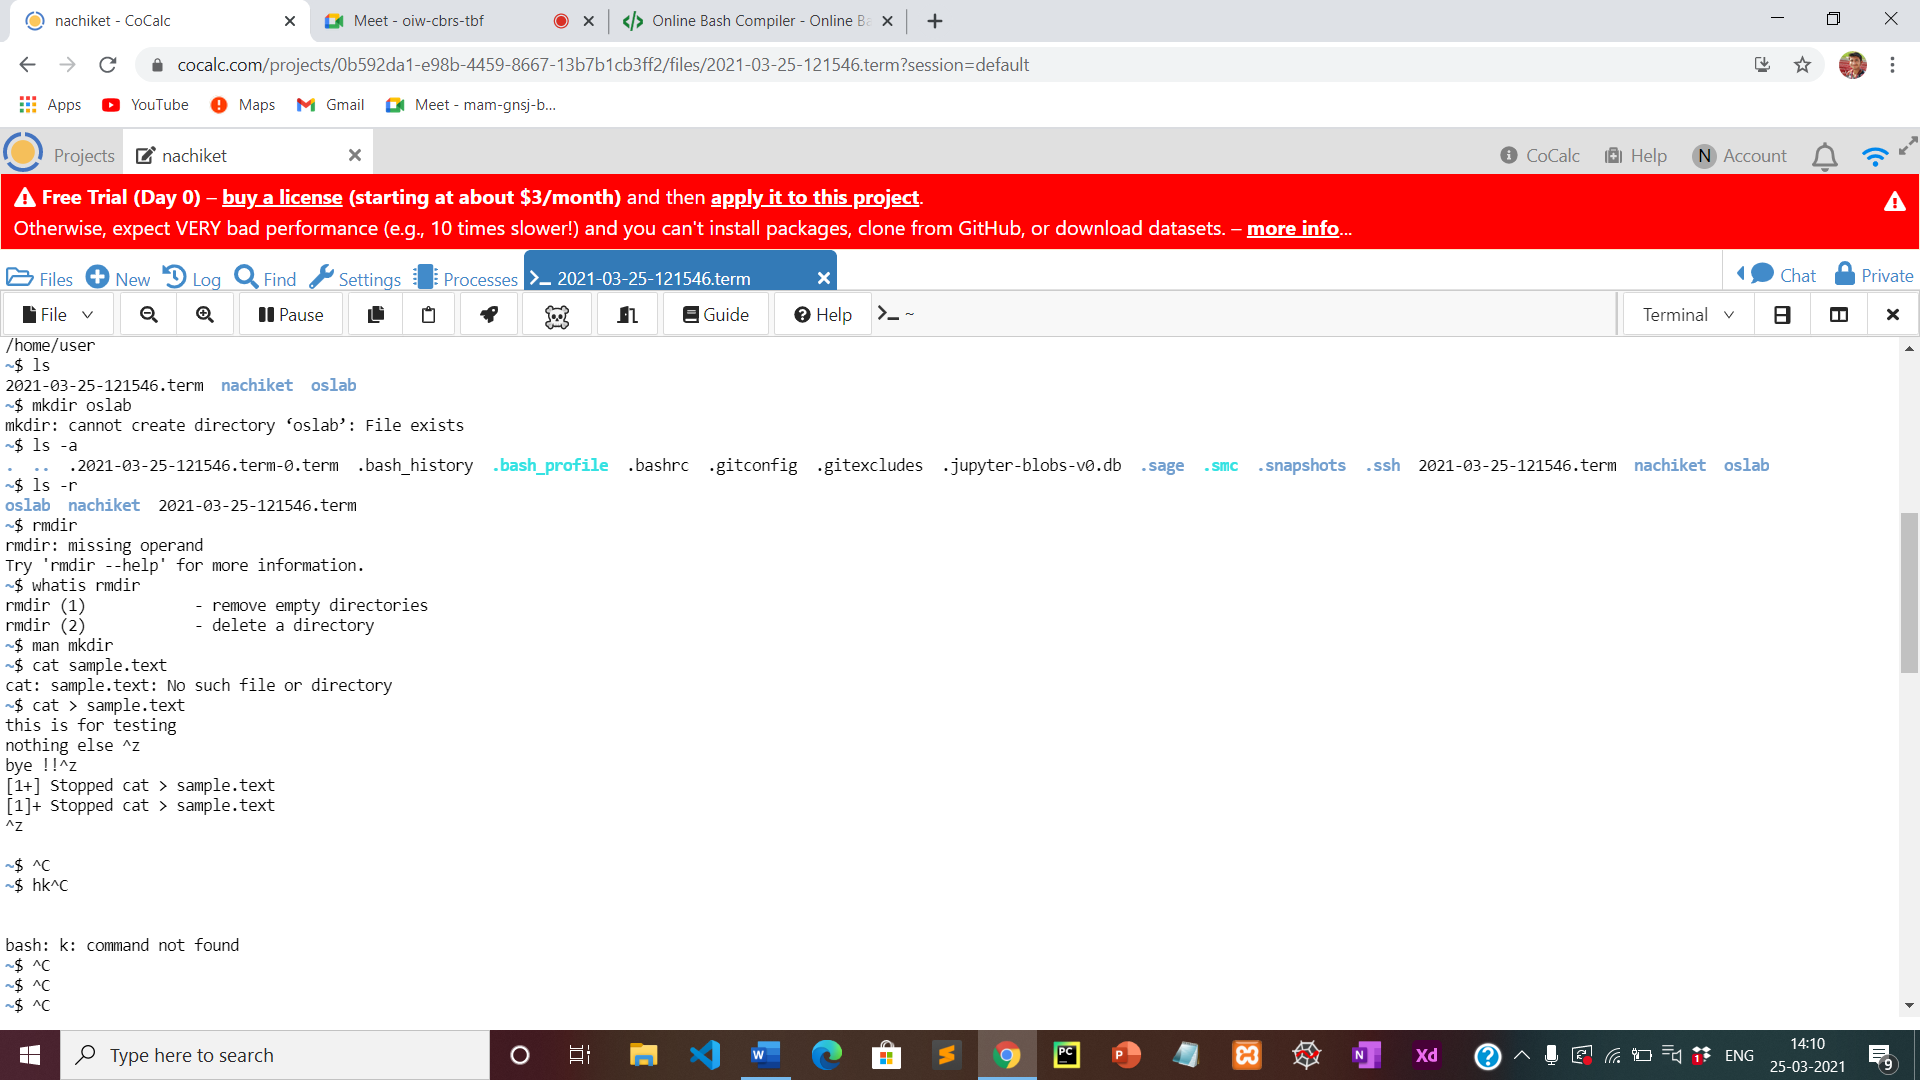 nachiket - CoCalc
Meet - oiw-cbrs-tbf
Online Bash Compiler - Online Ba
cocalc.com/projects/0b592da1-e98b-4459-8667-13b7b1cb3ff2/files/2021-03-25-121546.term?session=default
Apps YouTube Maps Gmail Meet - mam-gnsj-b...
Projects nachiket CoCalc Help N Account
Free Trial (Day 0) – buy a license (starting at about $3/month) and then apply it to this project.
Otherwise, expect VERY bad performance (e.g., 10 times slower!) and you can't install packages, clone from GitHub, or download datasets. – more info...
Files New Log Find Settings Processes 2021-03-25-121546.term Chat Private
File Pause Guide Help >_ ~ Terminal
/home/user
~$ ls
2021-03-25-121546.term nachiket oslab
~$ mkdir oslab
mkdir: cannot create directory ‘oslab’: File exists
~$ ls -a
. .. .2021-03-25-121546.term-0.term .bash_history .bash_profile .bashrc .gitconfig .gitexcludes .jupyter-blobs-v0.db .sage .smc .snapshots .ssh 2021-03-25-121546.term nachiket oslab
~$ ls -r
oslab nachiket 2021-03-25-121546.term
~$ rmdir
rmdir: missing operand
Try 'rmdir --help' for more information.
~$ whatis rmdir
rmdir (1) - remove empty directories
rmdir (2) - delete a directory
~$ man mkdir
~$ cat sample.text
cat: sample.text: No such file or directory
~$ cat > sample.text
this is for testing
nothing else ^z
bye !!^z
[1+] Stopped cat > sample.text
[1]+ Stopped cat > sample.text
^z
~$ ^C
~$ hk^C
bash: k: command not found
~$ ^C
~$ ^C
~$ ^C
Type here to search
ENG
14:10
25-03-2021
9